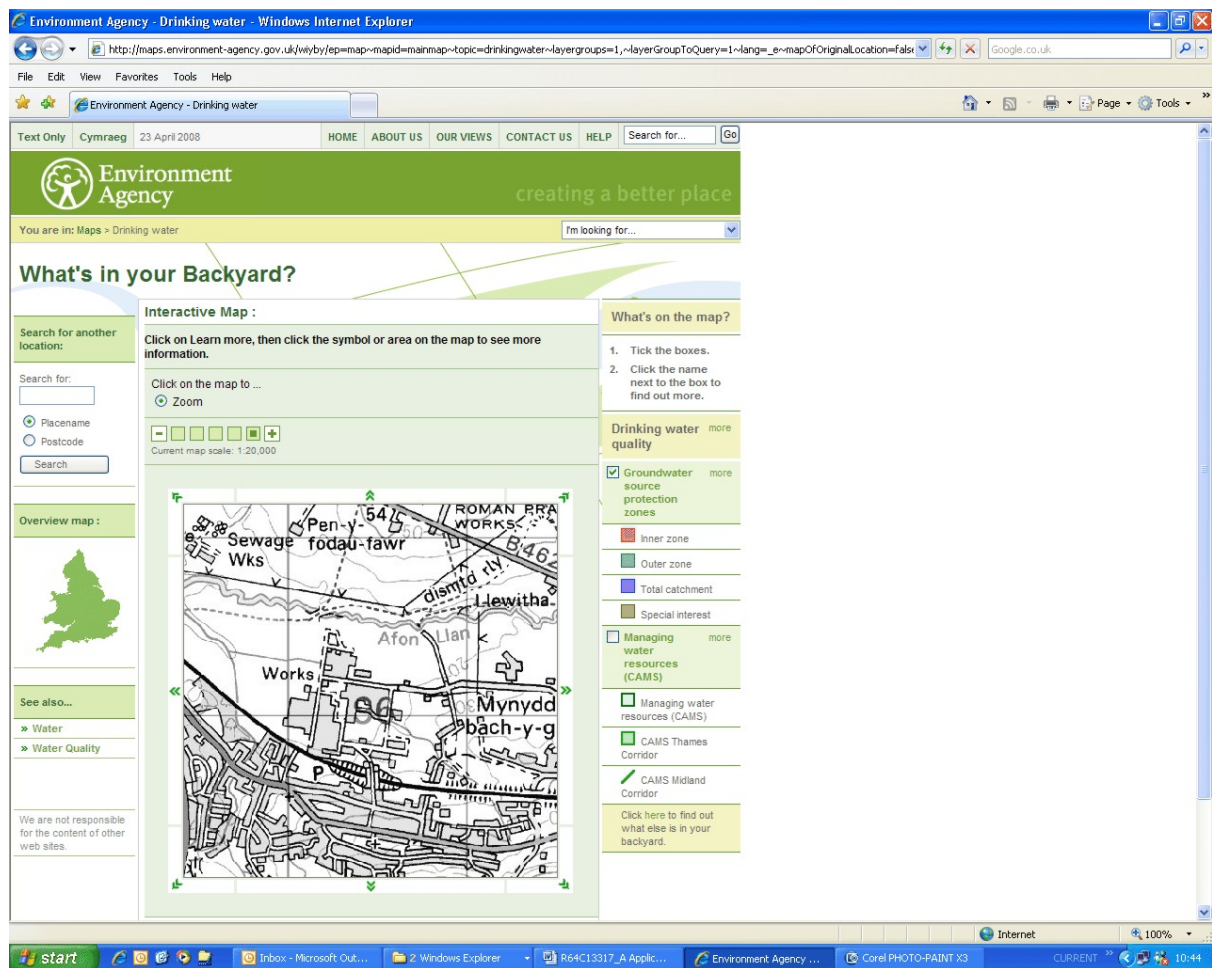 Environment Agency - Drinking water - Windows Internet Explorer
http://maps.environment-agency.gov.uk/wiyby/ep=map~mapid=mainmap~topic=drinkingwater~layergroups=1,~layerGroupToQuery=1~lang=_e~mapOfOriginalLocation=false
Google.co.uk
File Edit View Favorites Tools Help
Environment Agency - Drinking water
Page Tools
Text Only Cymraeg 23 April 2008 HOME ABOUT US OUR VIEWS CONTACT US HELP Search for... Go
Environment
Agency
creating a better place
You are in: Maps > Drinking water
I'm looking for...
What's in your Backyard?
Search for another
location:
Search for:
Placename
Postcode
Search
Overview map :
See also...
» Water
» Water Quality
We are not responsible
for the content of other
web sites.
Interactive Map :
Click on Learn more, then click the symbol or area on the map to see more
information.
Click on the map to ...
Zoom
Current map scale: 1:20,000
ROMAN PRA
WORKS
Pen-y-
fodau-fawr
54
50
B462
Sewage
Wks
dismtd rly
Llewitha
Afon Llan
Works
96
Mynydd
bach-y-g
P
What's on the map?
1. Tick the boxes.
2. Click the name
next to the box to
find out more.
Drinking water more
quality
Groundwater more
source
protection
zones
Inner zone
Outer zone
Total catchment
Special interest
Managing more
water
resources
(CAMS)
Managing water
resources (CAMS)
CAMS Thames
Corridor
CAMS Midland
Corridor
Click here to find out
what else is in your
backyard.
Internet
100%
start
Inbox - Microsoft Out...
2 Windows Explorer
R64C13317_A Applic...
Environment Agency ...
Corel PHOTO-PAINT X3
CURRENT
10:44